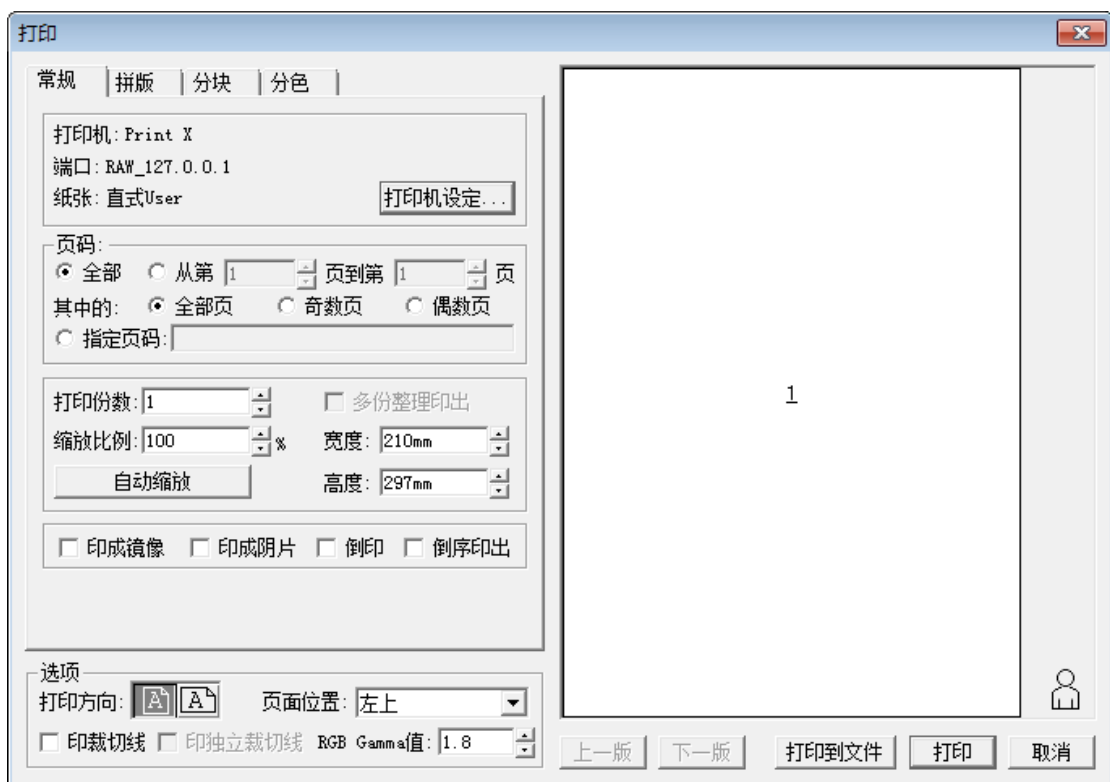 打印
常规 拼版 分块 分色
打印机: Print X
端口: RAW_127.0.0.1
纸张: 直式User 打印机设定...
页码:
全部 从第 1 页到第 1 页
其中的: 全部页 奇数页 偶数页
指定页码:
打印份数: 1 多份整理印出
缩放比例: 100 % 宽度: 210mm
自动缩放 高度: 297mm
印成镜像 印成阴片 倒印 倒序印出
选项
打印方向: A A 页面位置: 左上
印裁切线 印独立裁切线 RGB Gamma值: 1.8
1
上一版 下一版 打印到文件 打印 取消